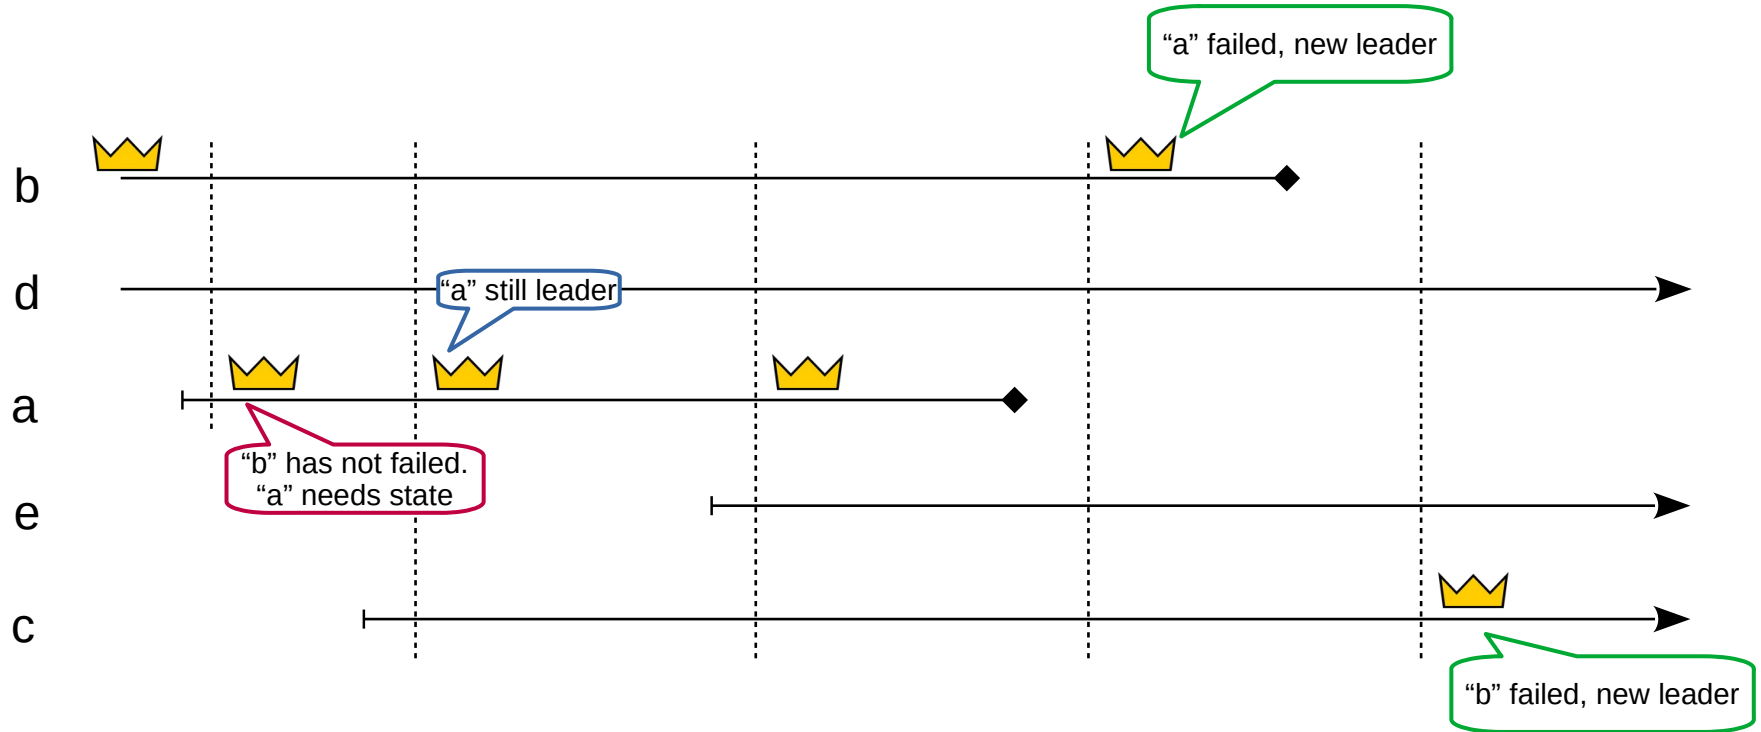 “a” failed, new leader
b
d
“a” still leader
a
“b” has not failed.
“a” needs state
e
c
“b” failed, new leader